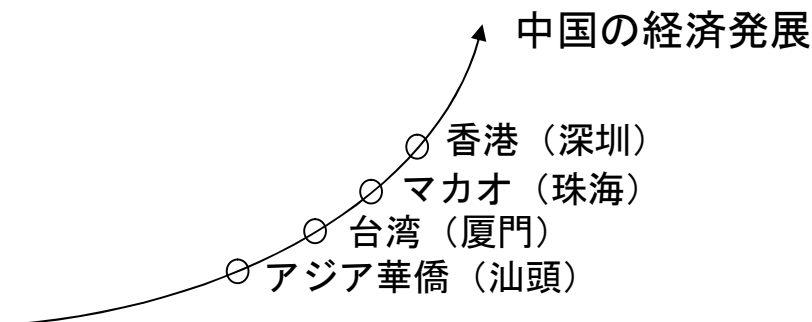 中国の経済発展
香港（深圳）
マカオ（珠海）
台湾（厦門）
アジア華僑（汕頭）